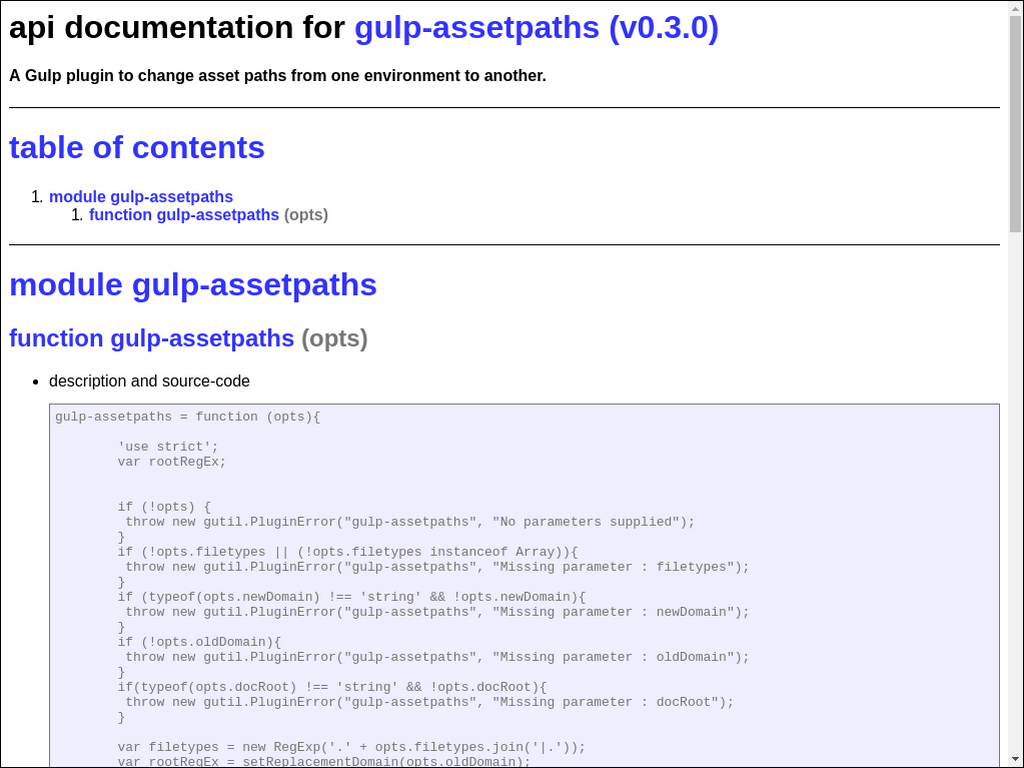 api documentation for gulp-assetpaths (v0.3.0)
A Gulp plugin to change asset paths from one environment to another.
table of contents
1. module gulp-assetpaths
1. function gulp-assetpaths (opts)
module gulp-assetpaths
function gulp-assetpaths (opts)
• description and source-code
gulp-assetpaths = function (opts){
'use strict';
var rootRegEx;
if (!opts) {
throw new gutil.PluginError("gulp-assetpaths", "No parameters supplied");
}
if (!opts.filetypes || (!opts.filetypes instanceof Array)){
throw new gutil.PluginError("gulp-assetpaths", "Missing parameter : filetypes");
}
if (typeof(opts.newDomain) !== 'string' && !opts.newDomain){
throw new gutil.PluginError("gulp-assetpaths", "Missing parameter : newDomain");
}
if (!opts.oldDomain){
throw new gutil.PluginError("gulp-assetpaths", "Missing parameter : oldDomain");
}
if(typeof(opts.docRoot) !== 'string' && !opts.docRoot){
throw new gutil.PluginError("gulp-assetpaths", "Missing parameter : docRoot");
}
var filetypes = new RegExp('.' + opts.filetypes.join('|.'));
var rootRegEx = setReplacementDomain(opts.oldDomain);